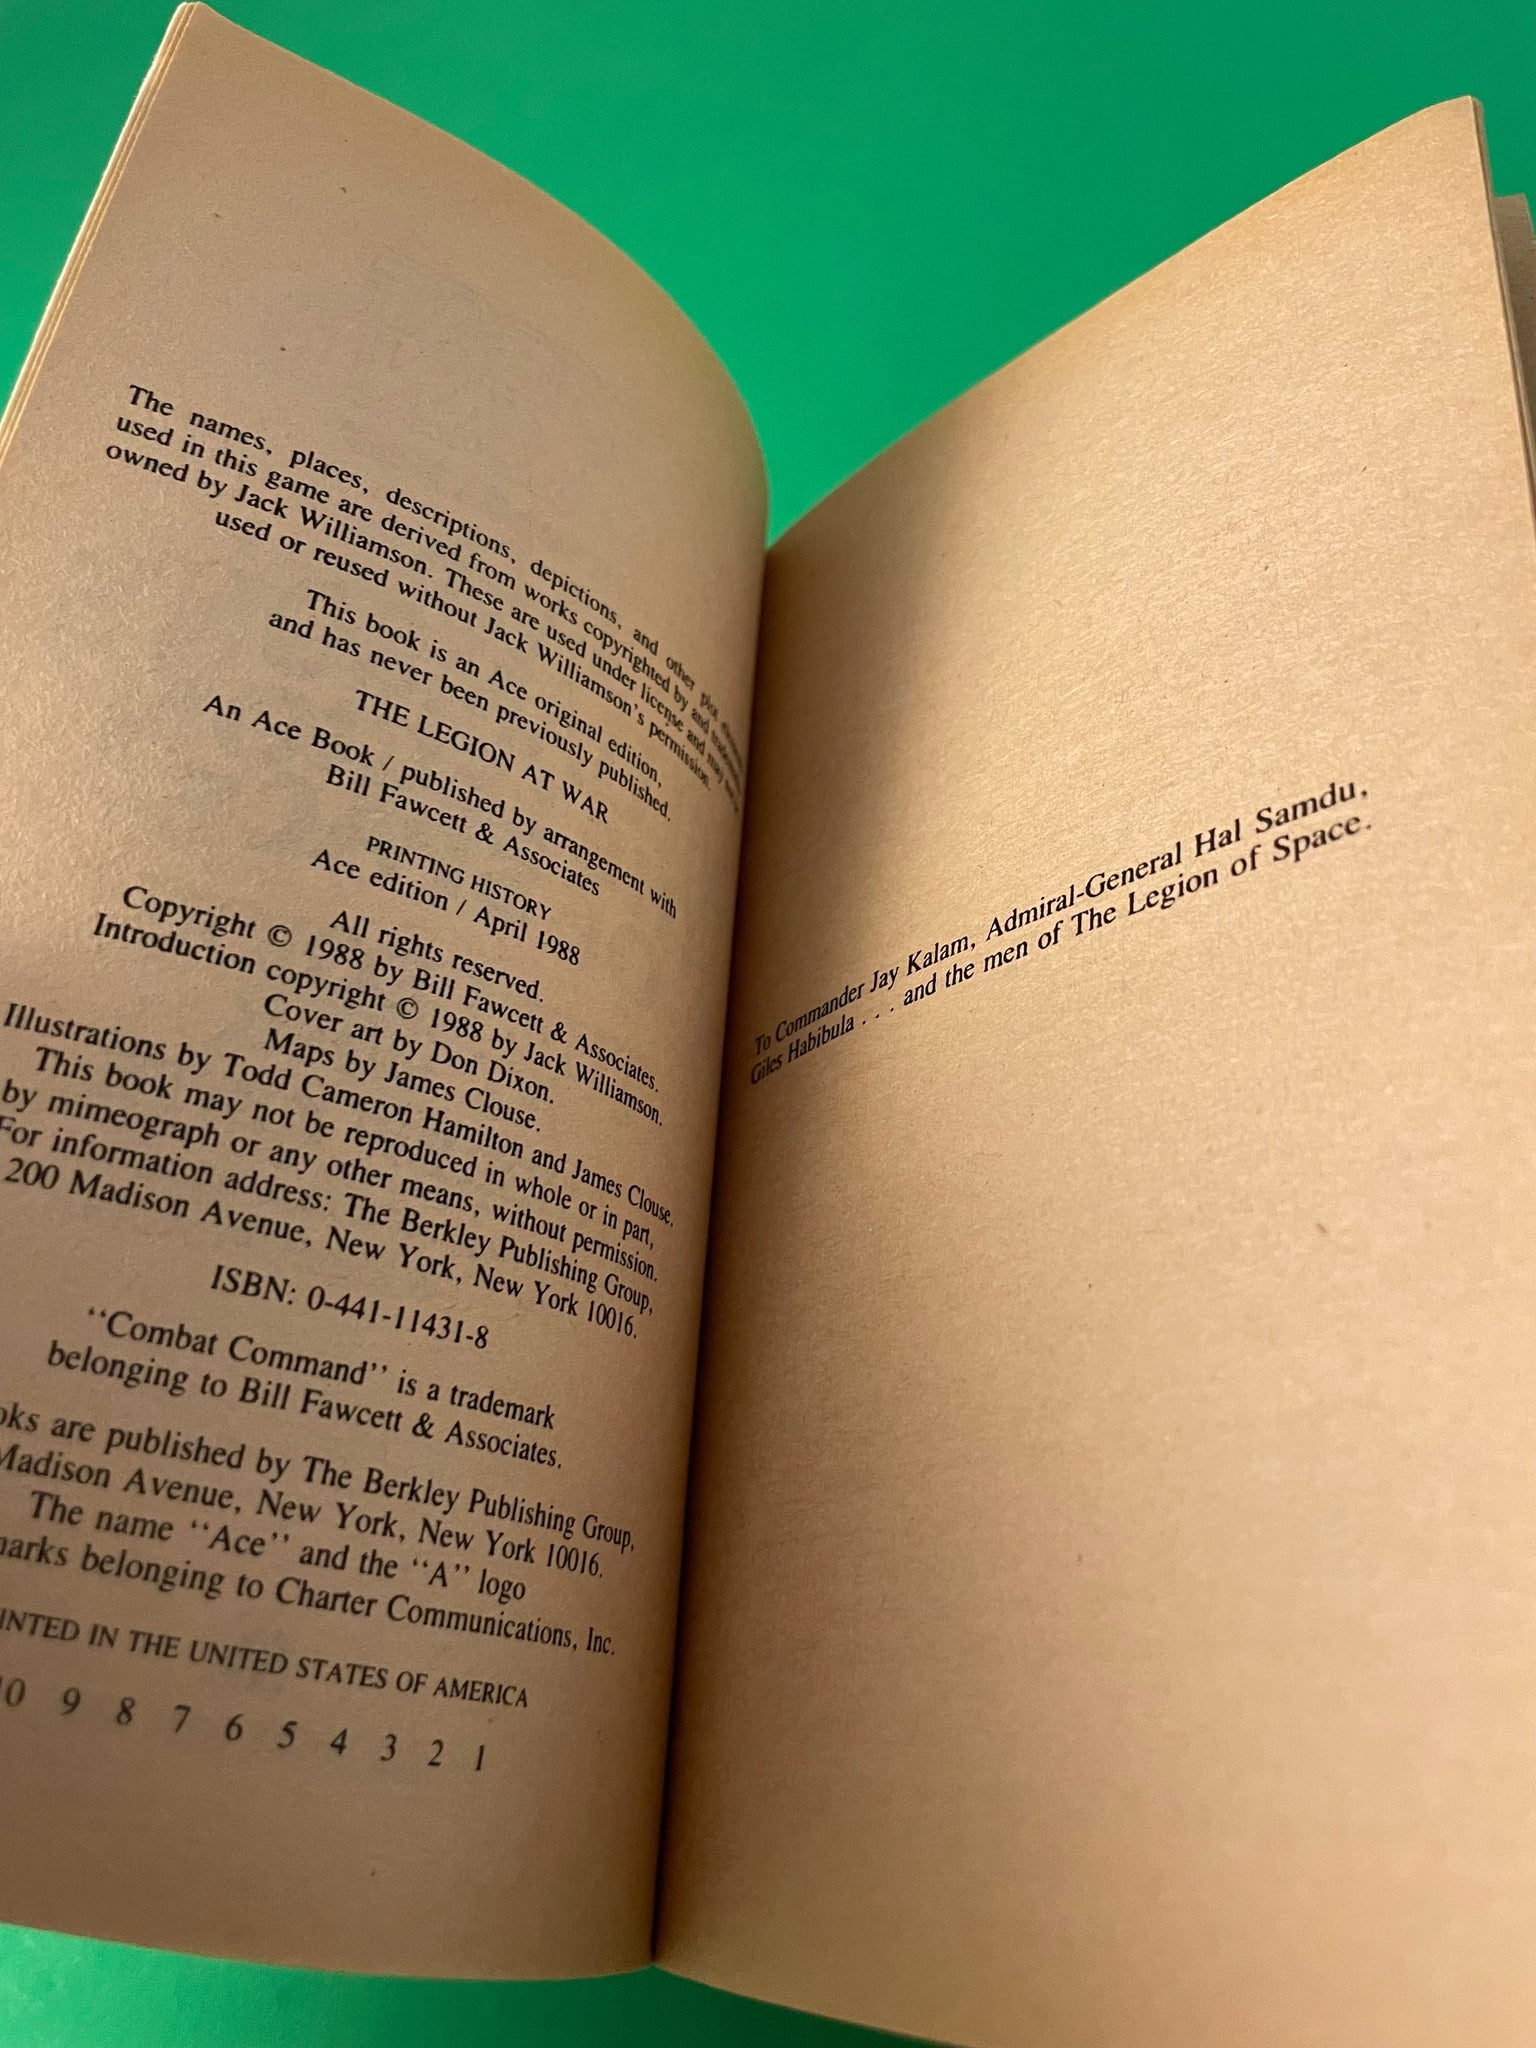 The names, places, descriptions, depictions, and other plot
used in this game are derived from works copyrighted by and
owned by Jack Williamson. These are used under license and may
used or reused without Jack Williamson's permission.
This book is an Ace original edition,
and has never been previously published.
THE LEGION AT WAR
An Ace Book / published by arrangement with
Bill Fawcett & Associates
PRINTING HISTORY
Ace edition / April 1988
All rights reserved.
Copyright © 1988 by Bill Fawcett & Associates.
Introduction copyright © 1988 by Jack Williamson.
Cover art by Don Dixon.
Maps by James Clouse.
Illustrations by Todd Cameron Hamilton and James Clouse.
This book may not be reproduced in whole or in part,
by mimeograph or any other means, without permission.
For information address: The Berkley Publishing Group,
200 Madison Avenue, New York, New York 10016.
ISBN: 0-441-11431-8
"Combat Command" is a trademark
belonging to Bill Fawcett & Associates.
oks are published by The Berkley Publishing Group,
Madison Avenue, New York, New York 10016.
The name "Ace" and the "A" logo
marks belonging to Charter Communications, Inc.
INTED IN THE UNITED STATES OF AMERICA
10 9 8 7 6 5 4 3 2 1
To Commander Jay Kalam, Admiral-General Hal Samdu,
Giles Habibula . . . and the men of The Legion of Space.